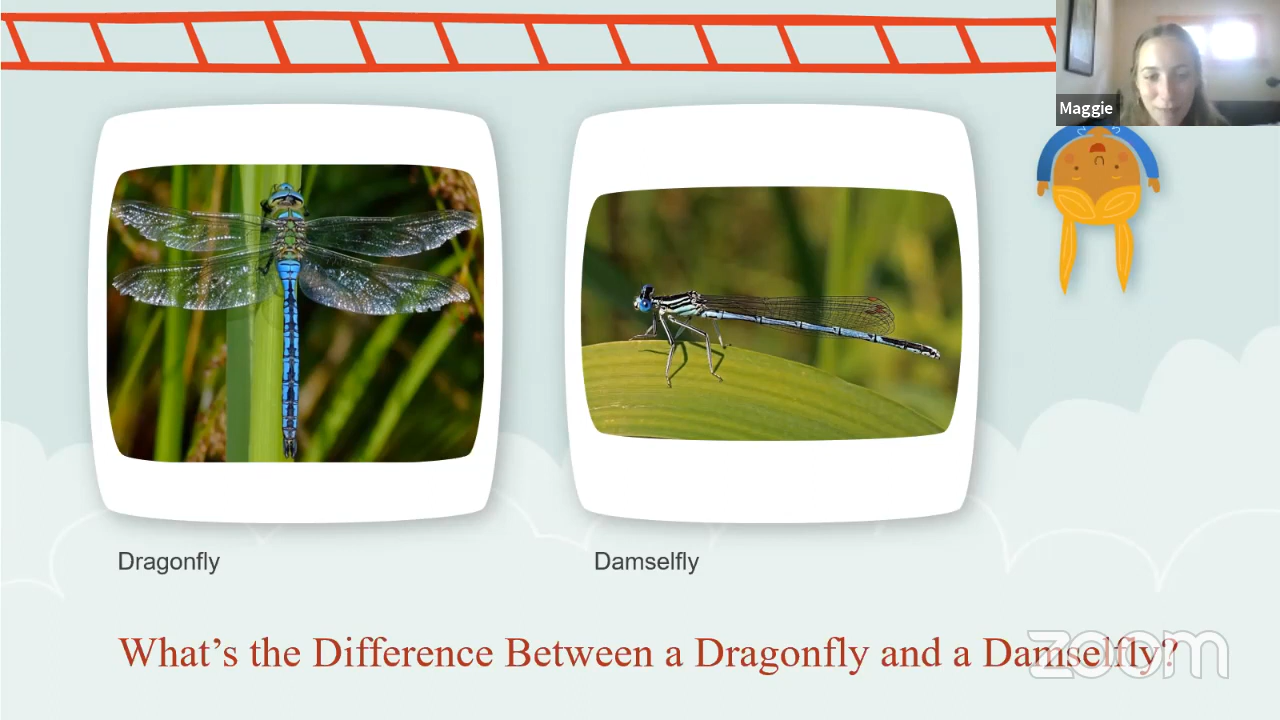 Maggie
Dragonfly
Damselfly
What's the Difference Between a Dragonfly and a Damselfly?
zoom